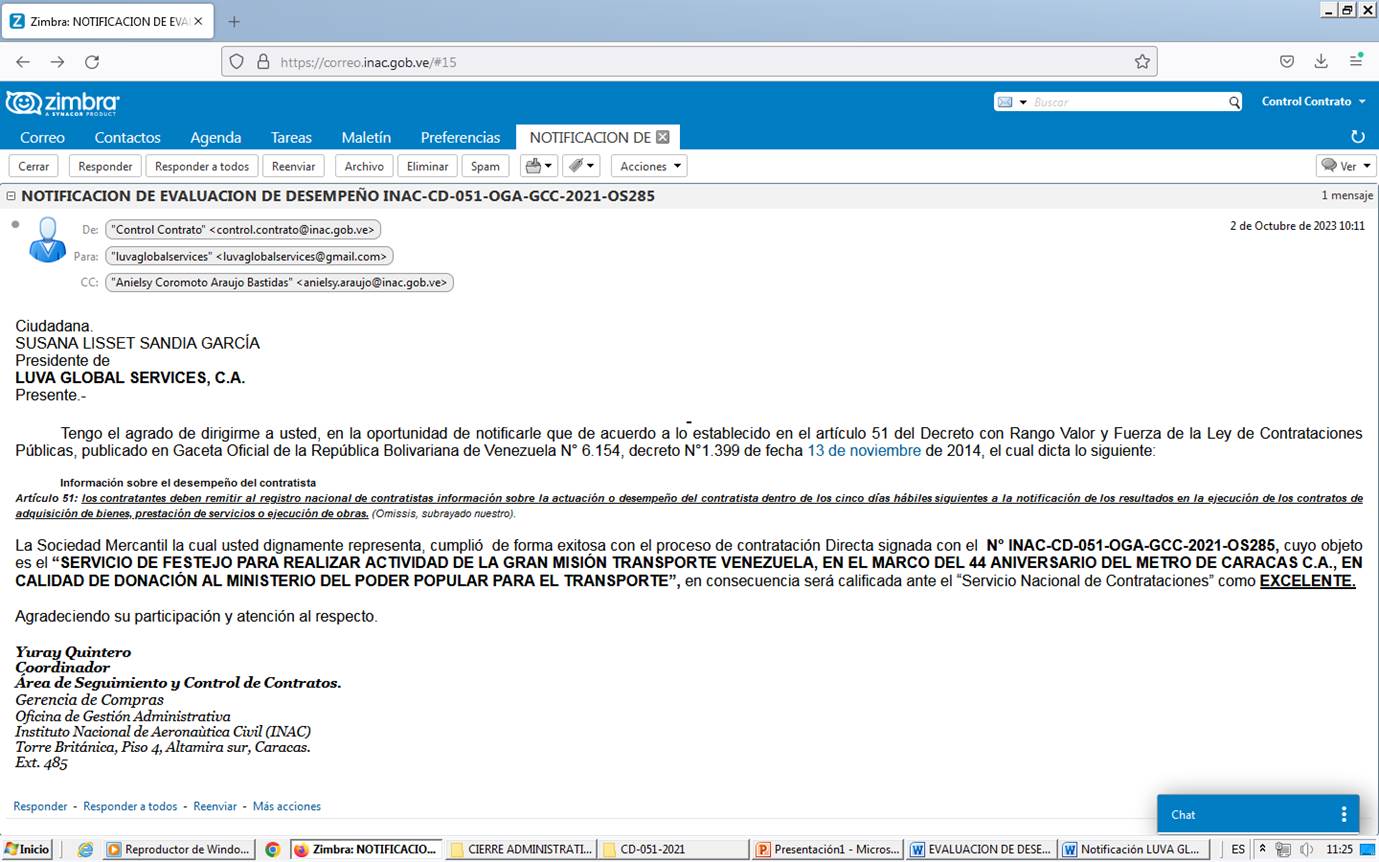 Zimbra: NOTIFICACION DE EVA
https://correo.inac.gob.ve/#15
zimbra
A SYNACOR PRODUCT
Buscar
Control Contrato
Correo Contactos Agenda Tareas Maletín Preferencias NOTIFICACION DE
Cerrar Responder Responder a todos Reenviar Archivo Eliminar Spam Acciones Ver
NOTIFICACION DE EVALUACION DE DESEMPEÑO INAC-CD-051-OGA-GCC-2021-OS285 1 mensaje
De: "Control Contrato" <control.contrato@inac.gob.ve> 2 de Octubre de 2023 10:11
Para: "luvaglobalservices" <luvaglobalservices@gmail.com>
CC: "Anielsy Coromoto Araujo Bastidas" <anielsy.araujo@inac.gob.ve>
Ciudadana.
SUSANA LISSET SANDIA GARCÍA
Presidente de
LUVA GLOBAL SERVICES, C.A.
Presente.-
Tengo el agrado de dirigirme a usted, en la oportunidad de notificarle que de acuerdo a lo establecido en el artículo 51 del Decreto con Rango Valor y Fuerza de la Ley de Contrataciones
Públicas, publicado en Gaceta Oficial de la República Bolivariana de Venezuela N° 6.154, decreto N°1.399 de fecha 13 de noviembre de 2014, el cual dicta lo siguiente:
Información sobre el desempeño del contratista
Artículo 51: los contratantes deben remitir al registro nacional de contratistas información sobre la actuación o desempeño del contratista dentro de los cinco días hábiles siguientes a la notificación de los resultados en la ejecución de los contratos de
adquisición de bienes, prestación de servicios o ejecución de obras. (Omissis, subrayado nuestro).
La Sociedad Mercantil la cual usted dignamente representa, cumplió de forma exitosa con el proceso de contratación Directa signada con el N° INAC-CD-051-OGA-GCC-2021-OS285, cuyo objeto
es el “SERVICIO DE FESTEJO PARA REALIZAR ACTIVIDAD DE LA GRAN MISIÓN TRANSPORTE VENEZUELA, EN EL MARCO DEL 44 ANIVERSARIO DEL METRO DE CARACAS C.A., EN
CALIDAD DE DONACIÓN AL MINISTERIO DEL PODER POPULAR PARA EL TRANSPORTE”, en consecuencia será calificada ante el “Servicio Nacional de Contrataciones” como EXCELENTE.
Agradeciendo su participación y atención al respecto.
Yuray Quintero
Coordinador
Área de Seguimiento y Control de Contratos.
Gerencia de Compras
Oficina de Gestión Administrativa
Instituto Nacional de Aeronaùtica Civil (INAC)
Torre Británica, Piso 4, Altamira sur, Caracas.
Ext. 485
Responder - Responder a todos - Reenviar - Más acciones
Chat
Inicio Reproductor de Windo... Zimbra: NOTIFICACIO... CIERRE ADMINISTRATI... CD-051-2021 Presentación1 - Micros... EVALUACION DE DESE... Notificación LUVA GL... ES 11:25